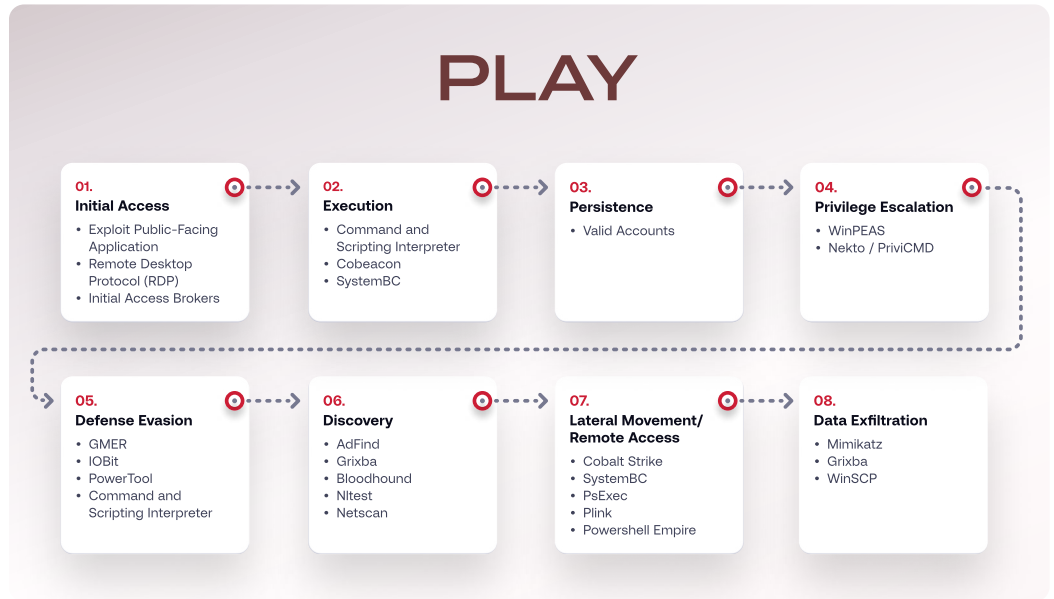 PLAY
01.
Initial Access
• Exploit Public-Facing
Application
• Remote Desktop
Protocol (RDP)
• Initial Access Brokers
02.
Execution
• Command and
Scripting Interpreter
• Cobeacon
• SystemBC
03.
Persistence
• Valid Accounts
04.
Privilege Escalation
• WinPEAS
• Nekto / PriviCMD
05.
Defense Evasion
• GMER
• IOBit
• PowerTool
• Command and
Scripting Interpreter
06.
Discovery
• AdFind
• Grixba
• Bloodhound
• Nltest
• Netscan
07.
Lateral Movement/
Remote Access
• Cobalt Strike
• SystemBC
• PsExec
• Plink
• Powershell Empire
08.
Data Exfiltration
• Mimikatz
• Grixba
• WinSCP